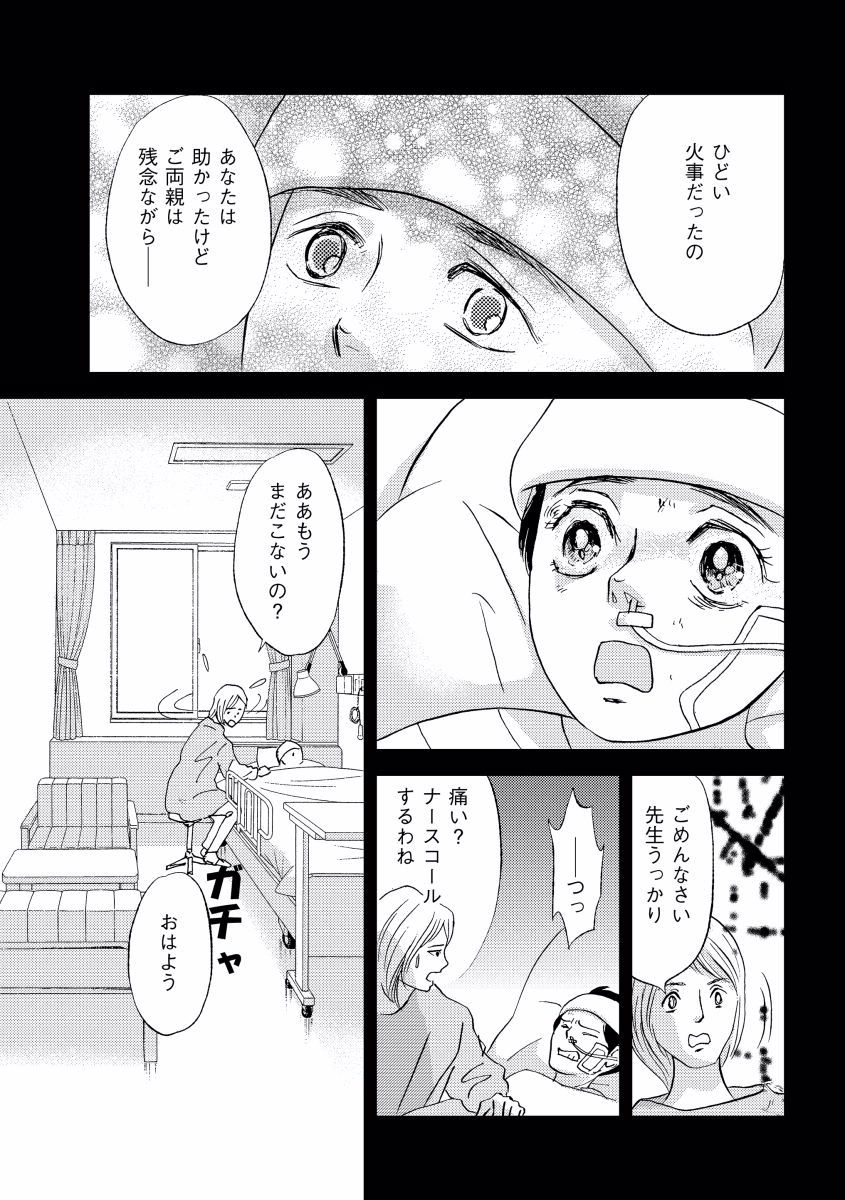 ひどい
火事だったの
あなたは
助かったけど
ご両親は
残念ながら――
ごめんなさい
先生うっかり
――つっ
痛い?
ナースコール
するわね
ああもう
まだこないの?
ガチャ
おはよう